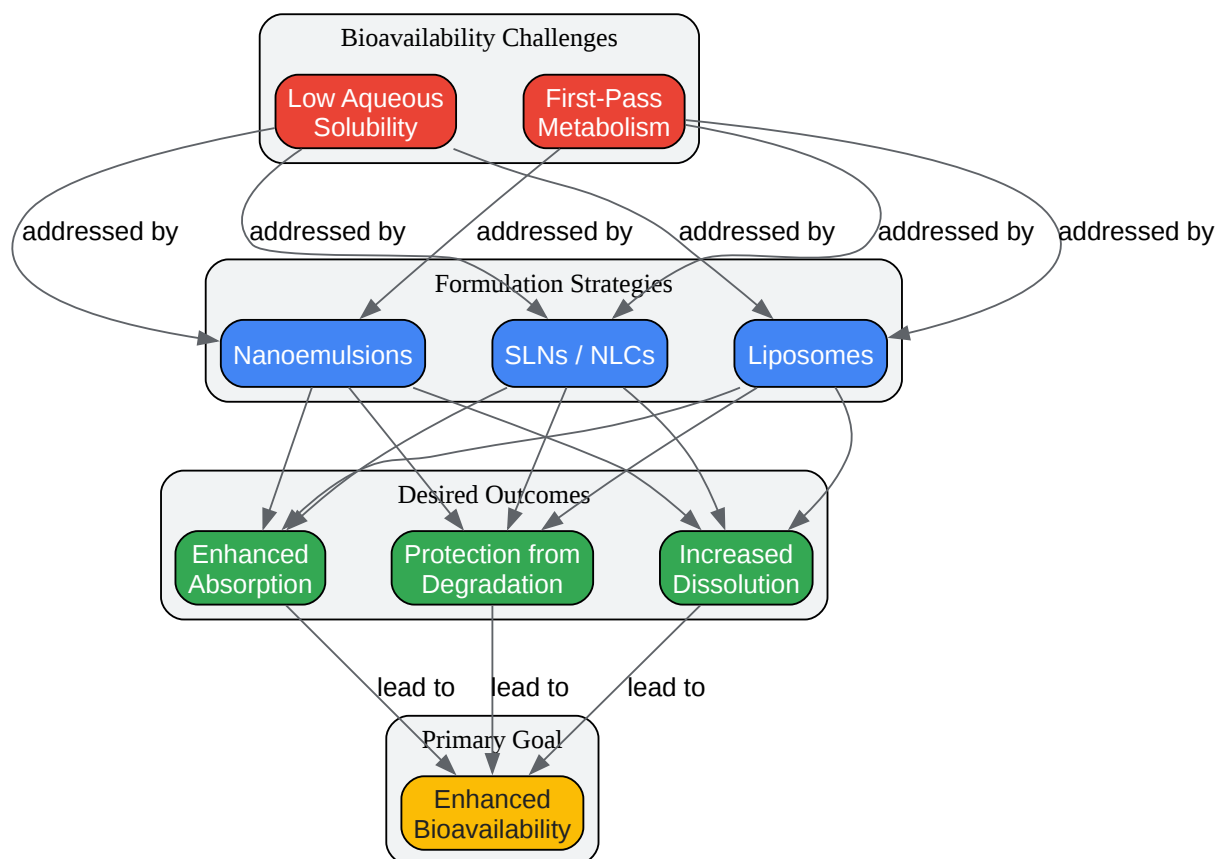 Bioavailability Challenges
Low Aqueous
Solubility
First-Pass
Metabolism
addressed by
addressed by
addressed by
addressed by
addressed by
addressed by
Formulation Strategies
Nanoemulsions
SLNs / NLCs
Liposomes
Desired Outcomes
Enhanced
Absorption
Protection from
Degradation
Increased
Dissolution
lead to
lead to
lead to
Primary Goal
Enhanced
Bioavailability